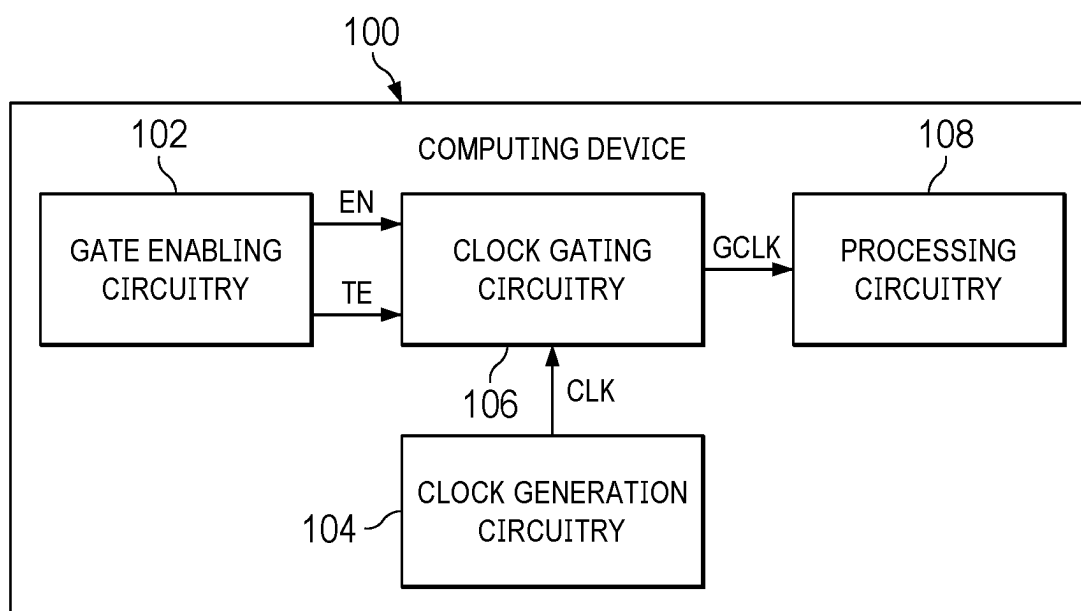 100
102
COMPUTING DEVICE
108
EN
GATE ENABLING
CIRCUITRY
TE
CLOCK GATING
CIRCUITRY
GCLK
PROCESSING
CIRCUITRY
106
CLK
104
CLOCK GENERATION
CIRCUITRY